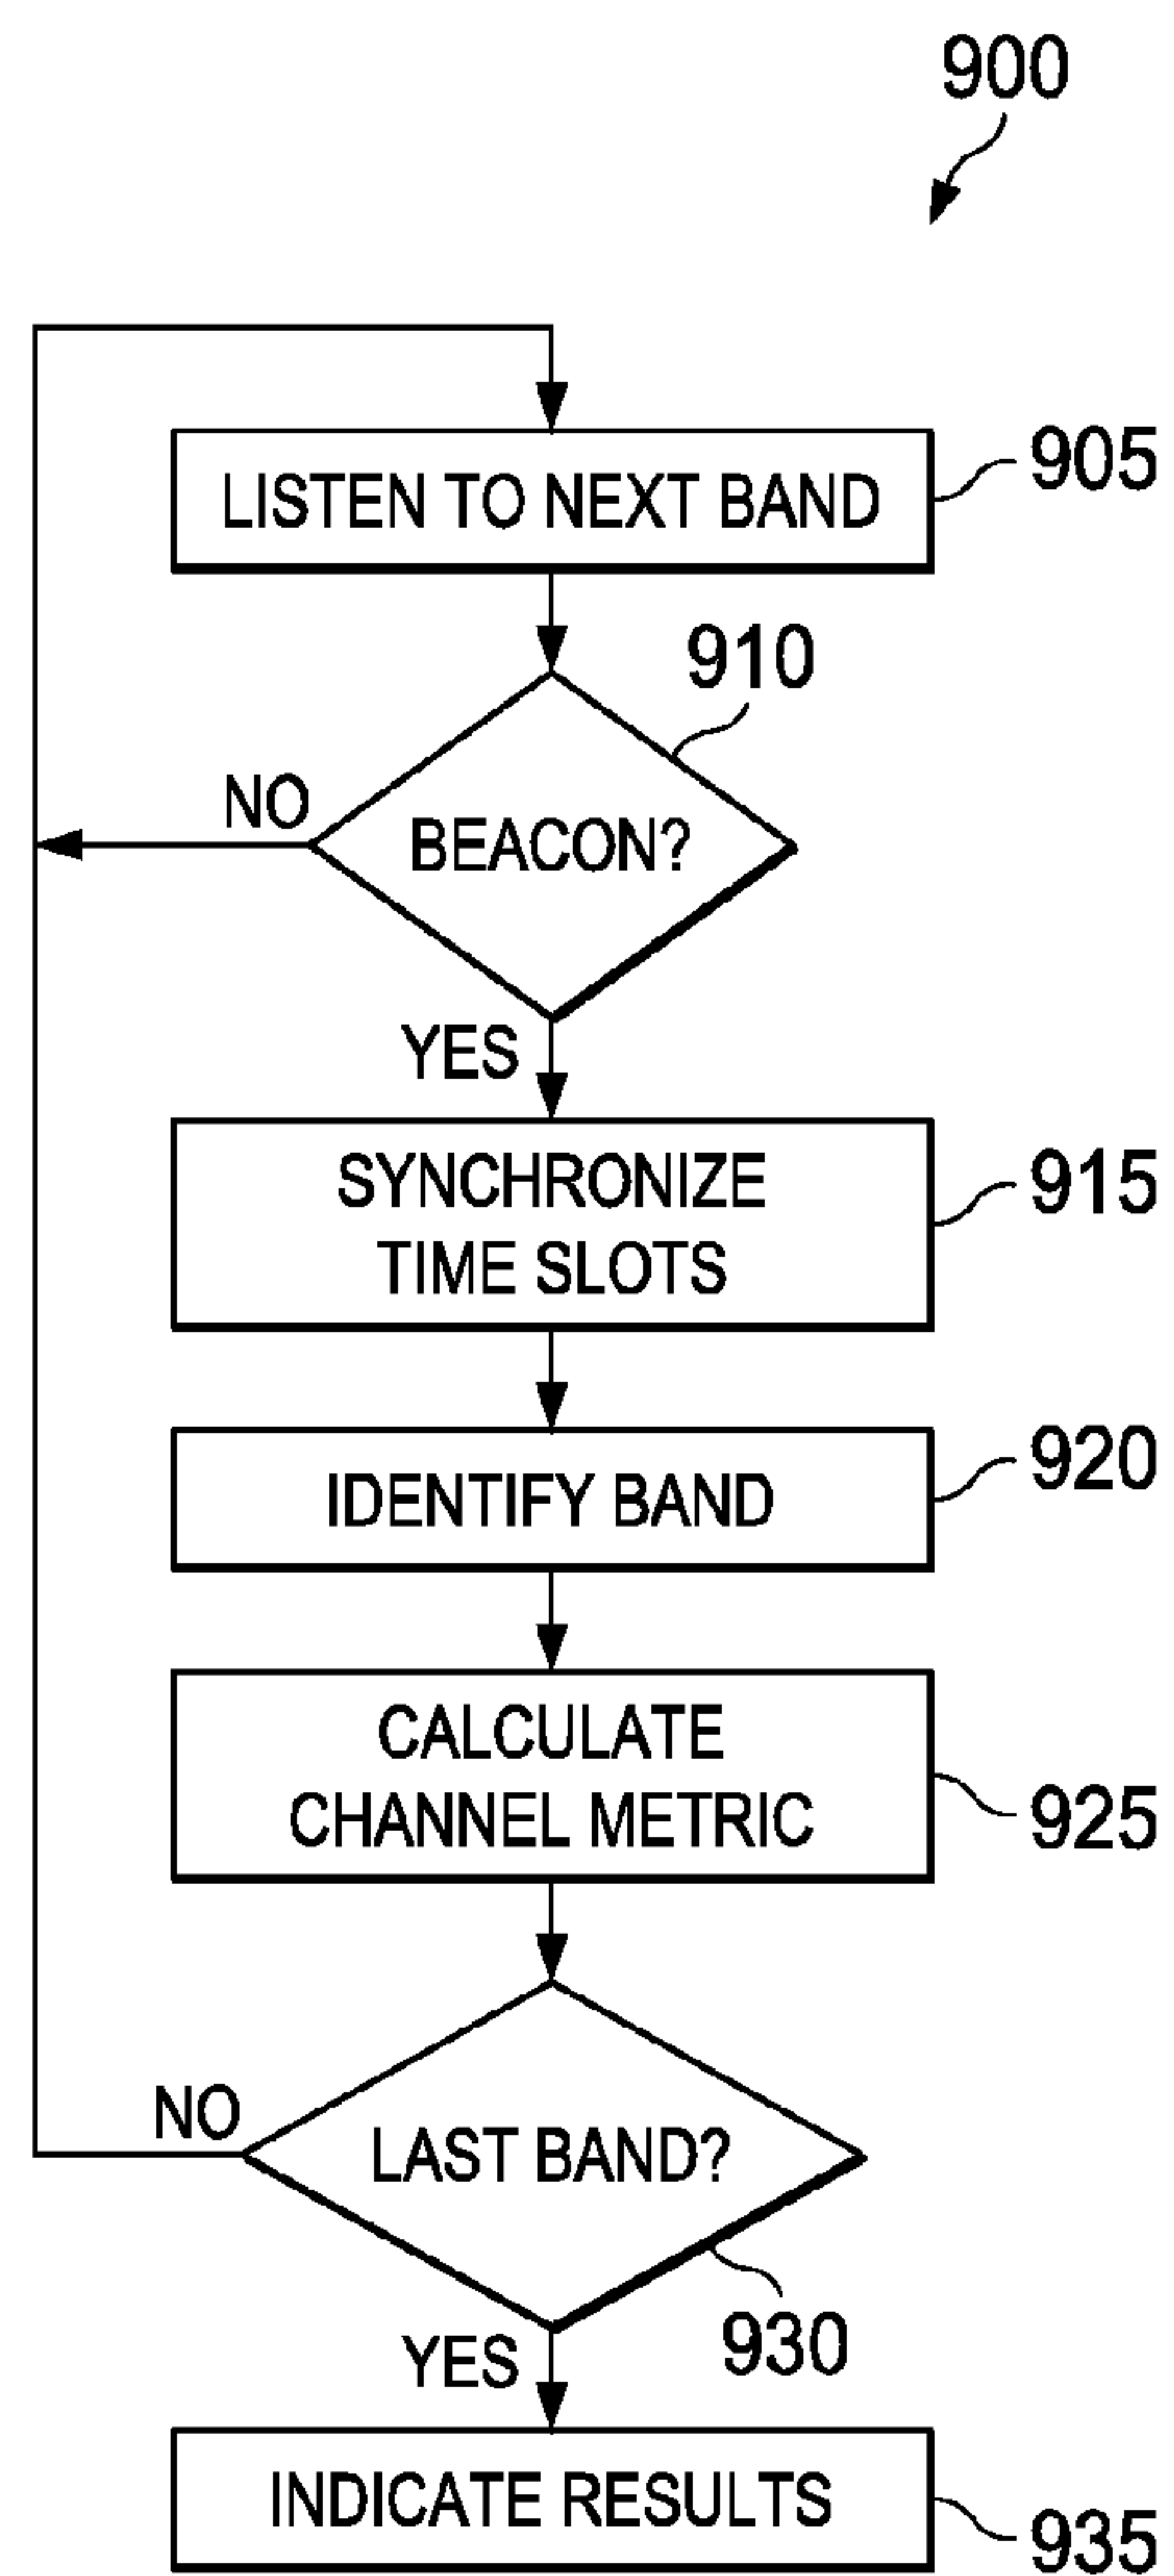 900
LISTEN TO NEXT BAND
905
910
NO
BEACON?
YES
SYNCHRONIZE
TIME SLOTS
915
IDENTIFY BAND
920
CALCULATE
CHANNEL METRIC
925
NO
LAST BAND?
930
YES
INDICATE RESULTS
935